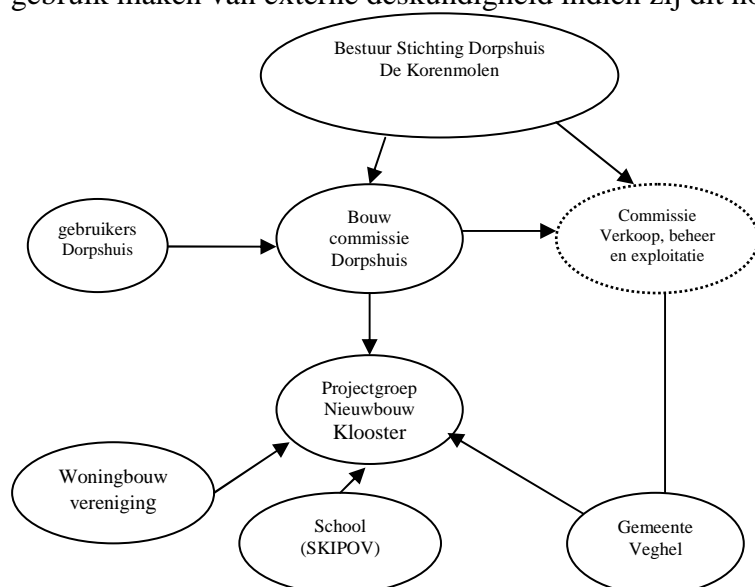 gebruik maken van externe deskundigheid indien zij dit
Bestuur Stichting Dorpshuis
De Korenmolen
gebruikers
Dorpshuis
Bouw
commissie
Dorpshuis
Commissie
Verkoop, beheer
en exploitatie
Projectgroep
Nieuwbouw
Klooster
Woningbouw
vereniging
School
(SKIPOV)
Gemeente
Veghel